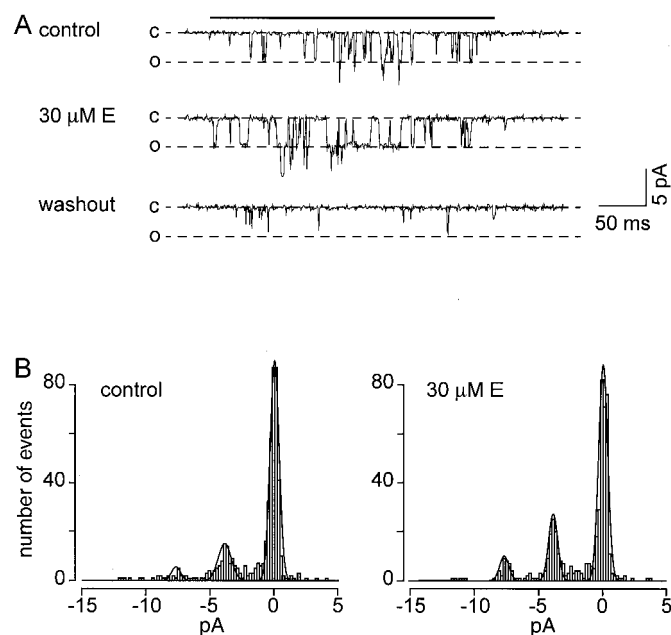 A
control
c
o
30 µM E
c
o
washout
c
o
5 pA
50 ms
B
control
30 µM E
number of events
80
40
0
-15 -10 -5 0 5
pA
80
40
0
-15 -10 -5 0 5
pA